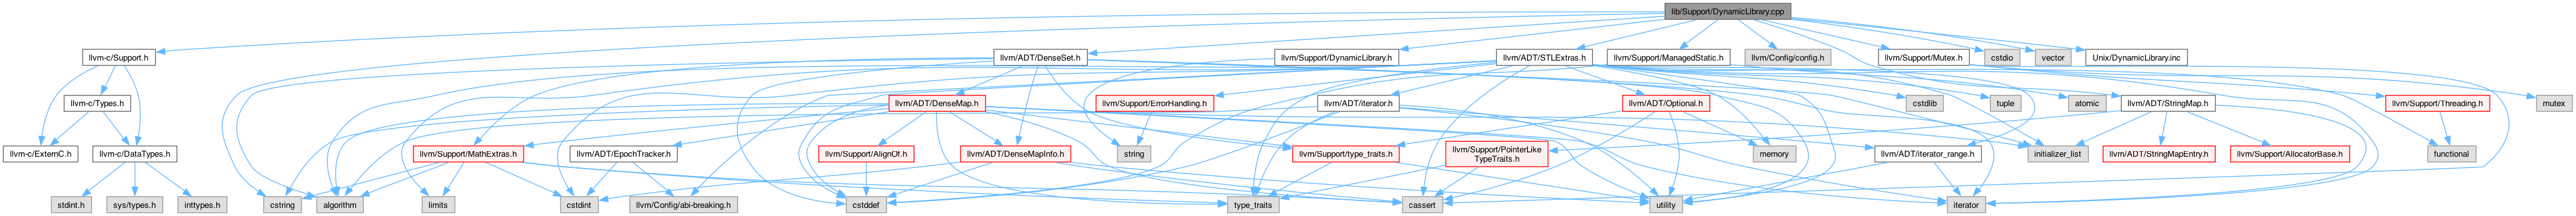 lib/Support/DynamicLibrary.cpp
llvm-c/Support.h
llvm/ADT/DenseSet.h
llvm/Support/DynamicLibrary.h
llvm/ADT/STLExtras.h
llvm/Support/ManagedStatic.h
llvm/Config/config.h
llvm/Support/Mutex.h
cstdio
vector
Unix/DynamicLibrary.inc
llvm-c/Types.h
llvm/ADT/DenseMap.h
llvm/Support/ErrorHandling.h
llvm/ADT/iterator.h
llvm/ADT/Optional.h
cstdlib
tuple
atomic
llvm/ADT/StringMap.h
llvm/Support/Threading.h
mutex
llvm-c/ExternC.h
llvm-c/DataTypes.h
llvm/Support/MathExtras.h
llvm/ADT/EpochTracker.h
llvm/Support/AlignOf.h
llvm/ADT/DenseMapInfo.h
string
llvm/Support/type_traits.h
llvm/Support/PointerLike
TypeTraits.h
memory
llvm/ADT/iterator_range.h
initializer_list
llvm/ADT/StringMapEntry.h
llvm/Support/AllocatorBase.h
functional
stdint.h
sys/types.h
inttypes.h
cstring
algorithm
limits
cstdint
llvm/Config/abi-breaking.h
cstddef
type_traits
cassert
utility
iterator